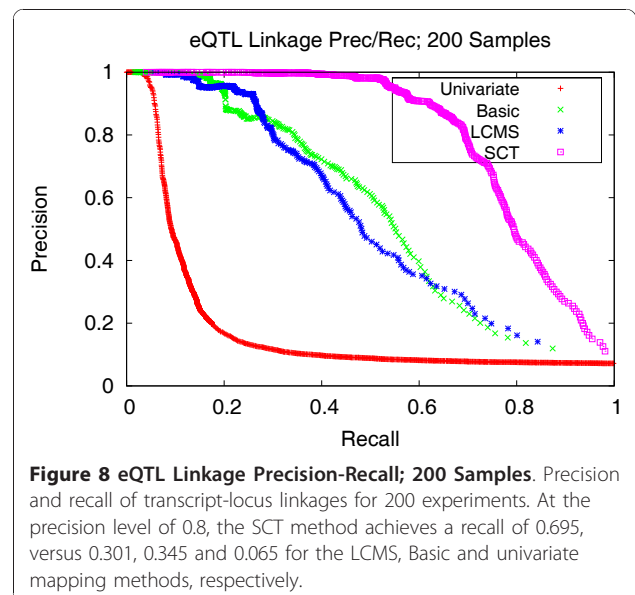 eQTL Linkage Prec/Rec; 200 Samples
Univariate
Basic
LCMS
SCT
1
0.8
0.6
0.4
0.2
0
Precision
0
0.2
0.4
0.6
0.8
1
Recall
Figure 8 eQTL Linkage Precision-Recall; 200 Samples. Precision
and recall of transcript-locus linkages for 200 experiments. At the
precision level of 0.8, the SCT method achieves a recall of 0.695,
versus 0.301, 0.345 and 0.065 for the LCMS, Basic and univariate
mapping methods, respectively.